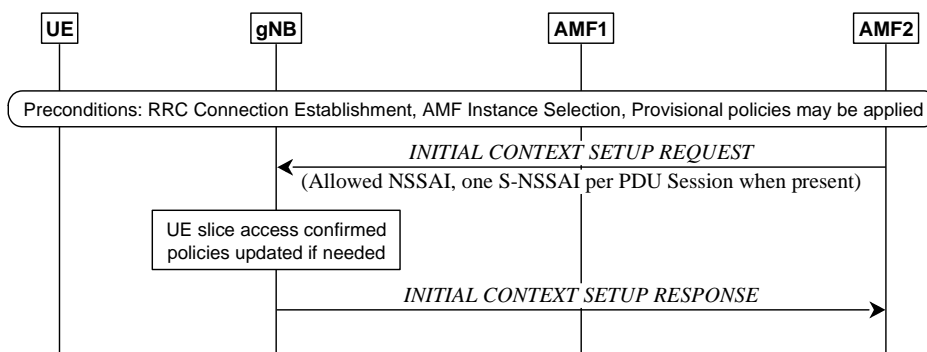 UE gNB AMF1 AMF2
Preconditions: RRC Connection Establishment, AMF Instance Selection, Provisional policies may be applied
INITIAL CONTEXT SETUP REQUEST
(Allowed NSSAI, one S-NSSAI per PDU Session when present)
UE slice access confirmed
policies updated if needed
INITIAL CONTEXT SETUP RESPONSE